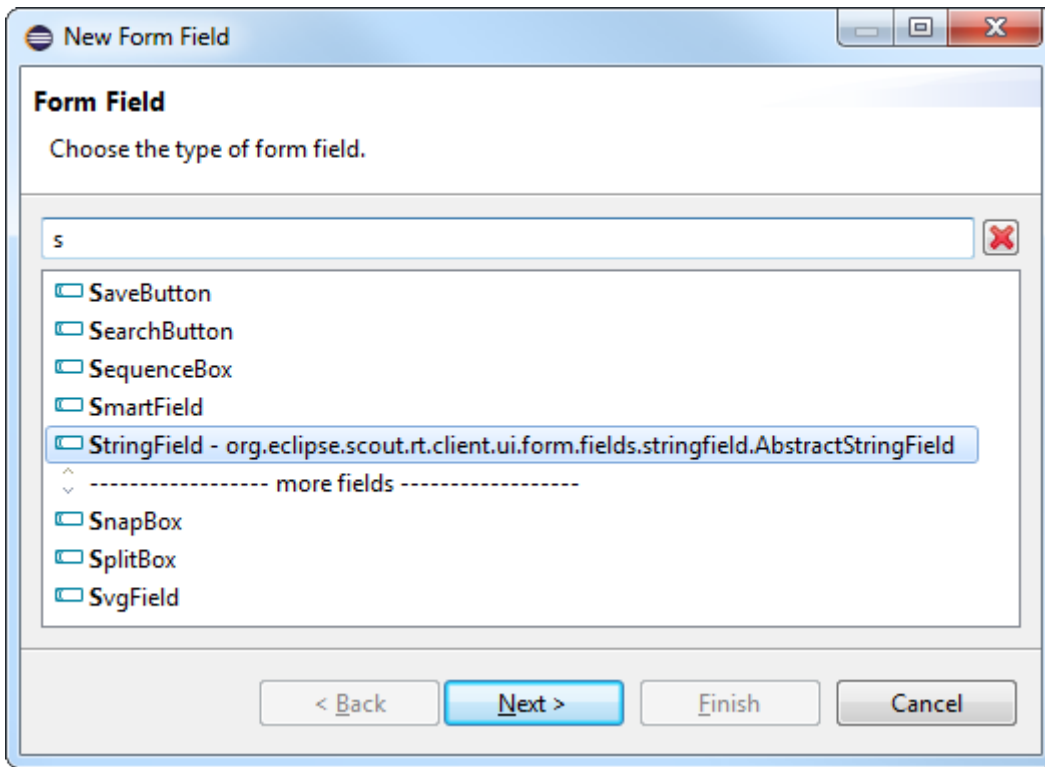 New Form Field
Form Field
Choose the type of form field.
s
SaveButton
SearchButton
SequenceBox
SmartField
StringField - org.eclipse.scout.rt.client.ui.form.fields.stringfield.AbstractStringField
------------------ more fields ------------------
SnapBox
SplitBox
SvgField
< Back Next > Finish Cancel